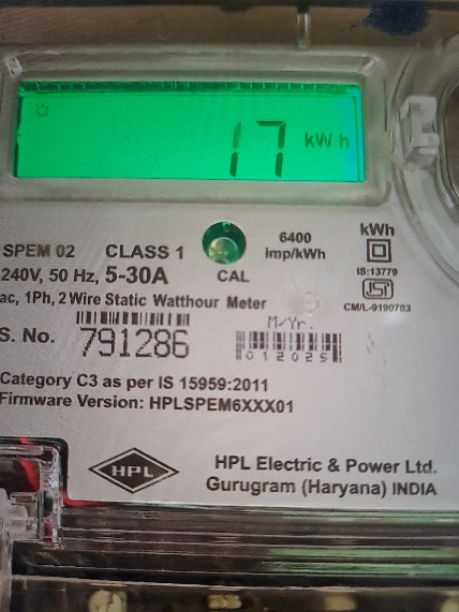 17 kWh
kWh
6400
imp/kWh
SPEM 02 CLASS 1
240V, 50 Hz, 5-30A
CAL
IS:13779
ac, 1Ph, 2 Wire Static Watthour Meter
ISI
CM/L-9190783
M/Yr.
S. No. 791286
012025
Category C3 as per IS 15959:2011
Firmware Version: HPLSPEM6XXX01
HPL
HPL Electric & Power Ltd.
Gurugram (Haryana) INDIA